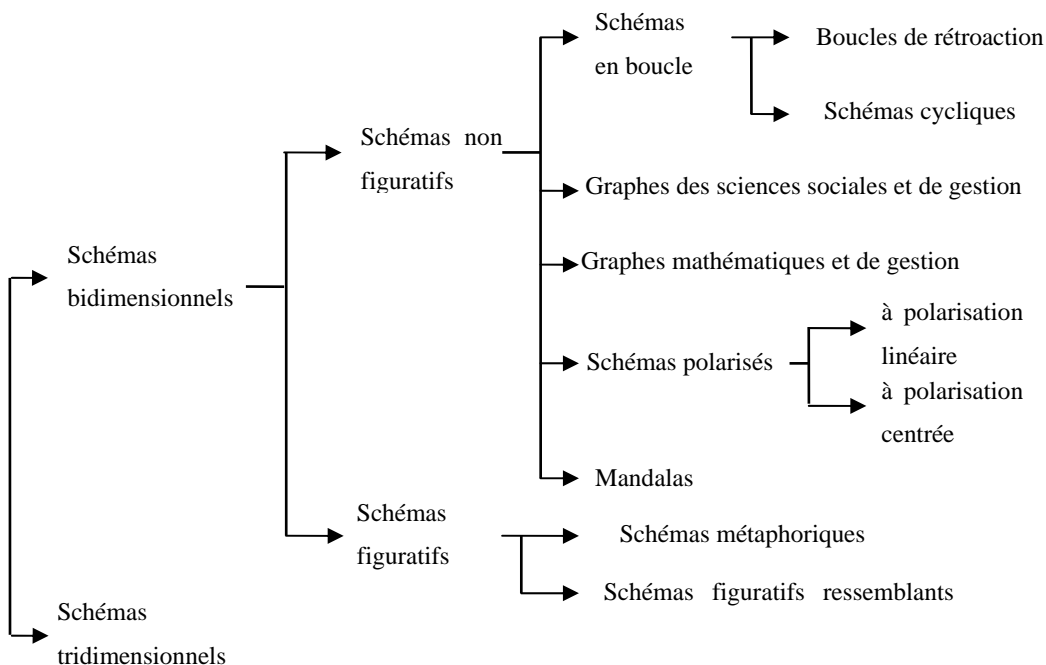 Schémas
en boucle
Boucles de rétroaction
Schémas cycliques
Schémas non
figuratifs
Graphes des sciences sociales et de gestion
Schémas
bidimensionnels
Graphes mathématiques et de gestion
à polarisation
linéaire
Schémas polarisés
à polarisation
centrée
Mandalas
Schémas
figuratifs
Schémas métaphoriques
Schémas figuratifs ressemblants
Schémas
tridimensionnels